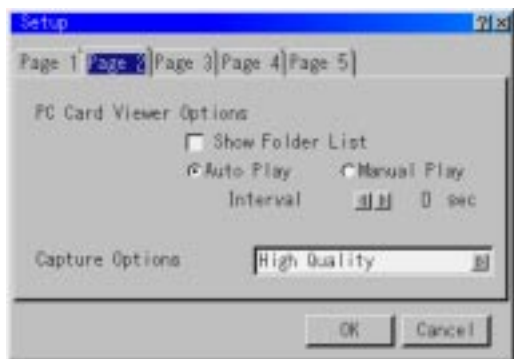 Setup
Page 1 Page 2 Page 3 Page 4 Page 5
PC Card Viewer Options
Show Folder List
Auto Play Manual Play
Interval 0 sec
Capture Options High Quality
OK Cancel